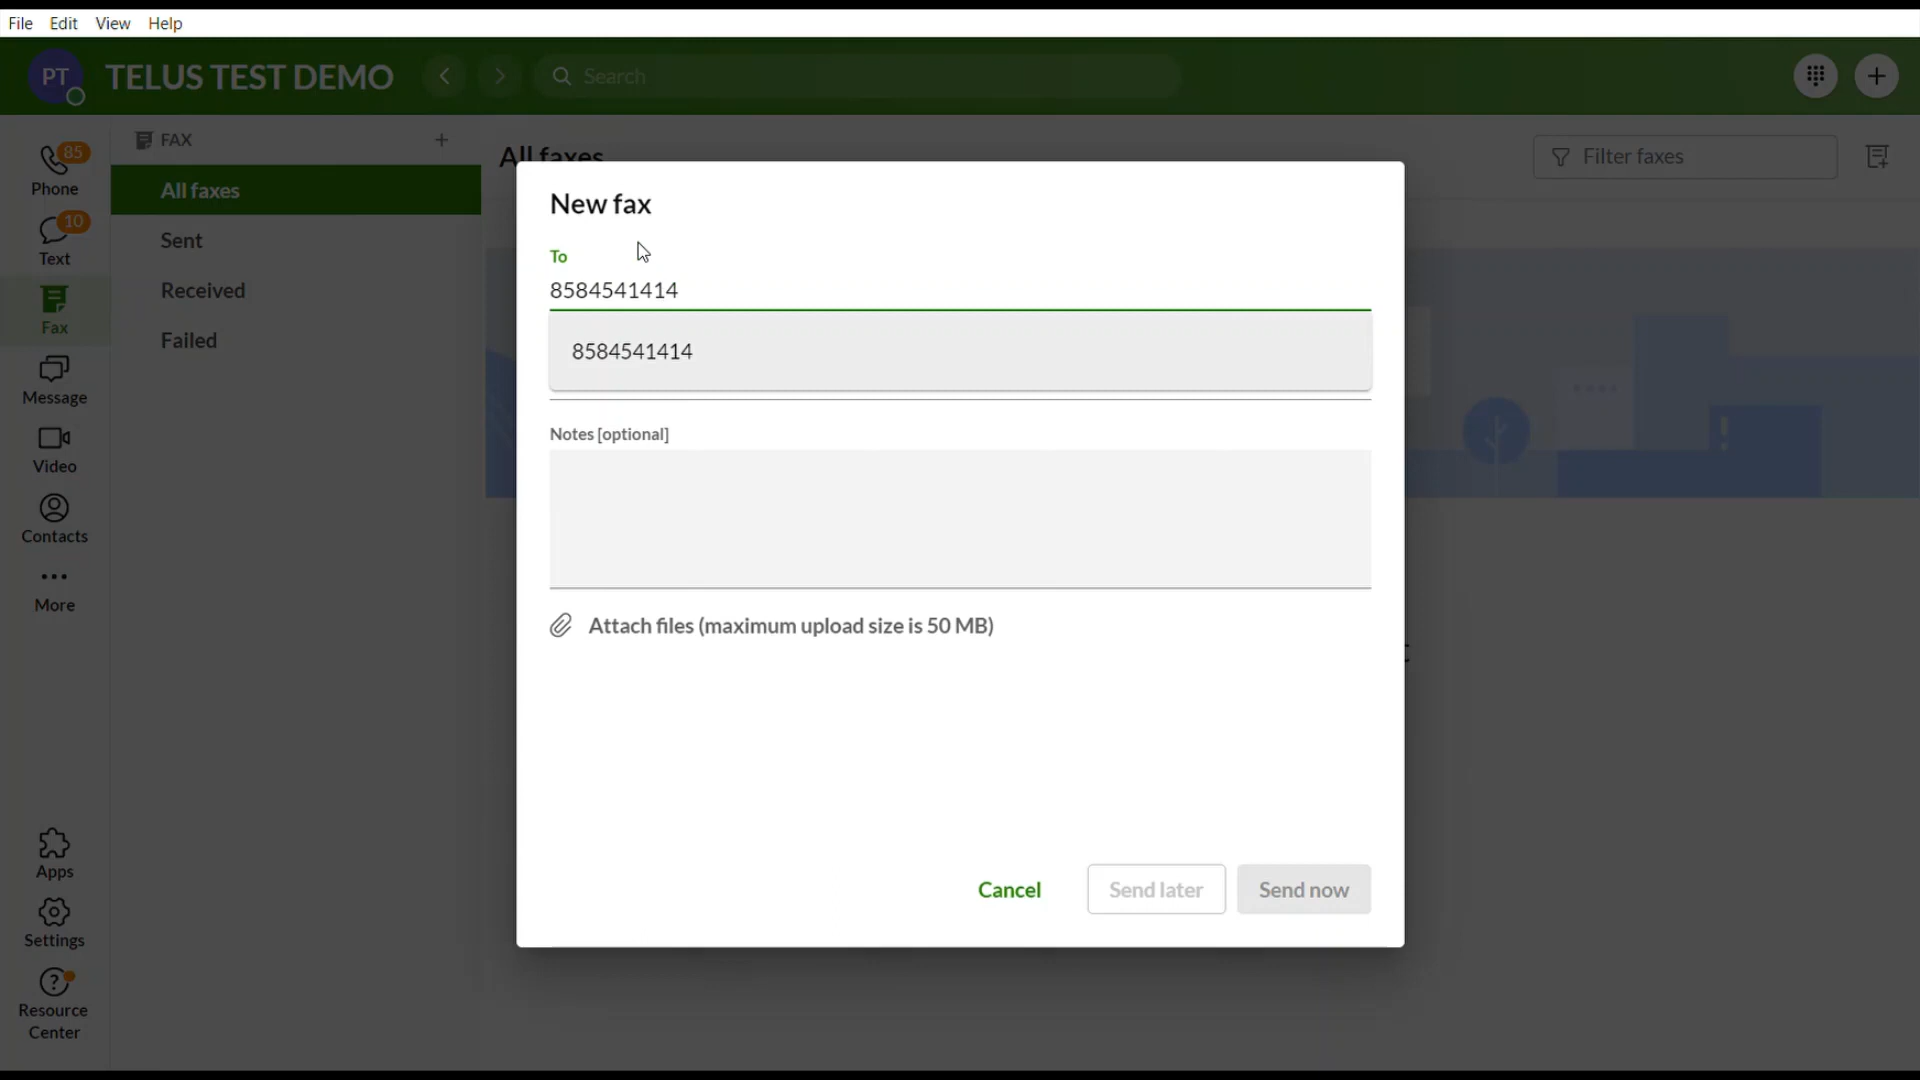 File Edit View Help
PT TELUS TEST DEMO Search
85
Phone
10
Text
Fax
Message
Video
Contacts
More
Apps
Settings
Resource
Center
FAX
All faxes
Sent
Received
Failed
All faxes
Filter faxes
New fax
To
8584541414
8584541414
Notes [optional]
Attach files (maximum upload size is 50 MB)
Cancel Send later Send now